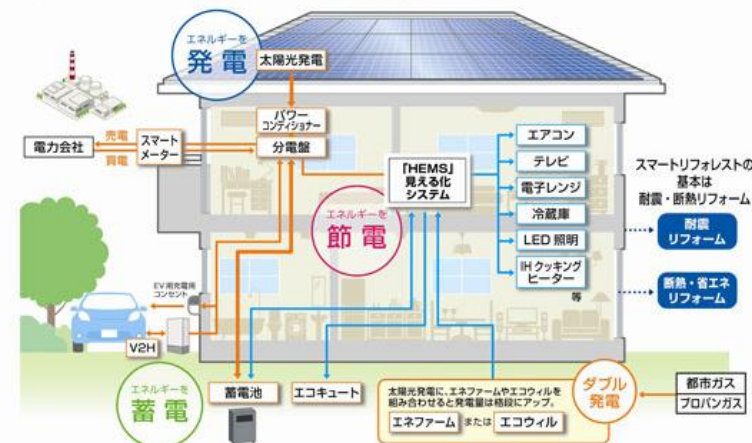 エネルギーを
発電
太陽光発電
パワー
コンディショナー
電力会社
売電
買電
スマート
メーター
分電盤
「HEMS」
見える化
システム
エアコン
テレビ
電子レンジ
冷蔵庫
LED照明
IHクッキング
ヒーター
等
スマートリフォレストの
基本は
耐震・断熱リフォーム
耐震
リフォーム
断熱・省エネ
リフォーム
エネルギーを
節電
EV用充電用
コンセント
V2H
エネルギーを
蓄電
蓄電池
エコキュート
太陽光発電に、エネファームやエコウィルを
組み合わせると発電量は格段にアップ。
エネファーム または エコウィル
ダブル
発電
都市ガス
プロパンガス